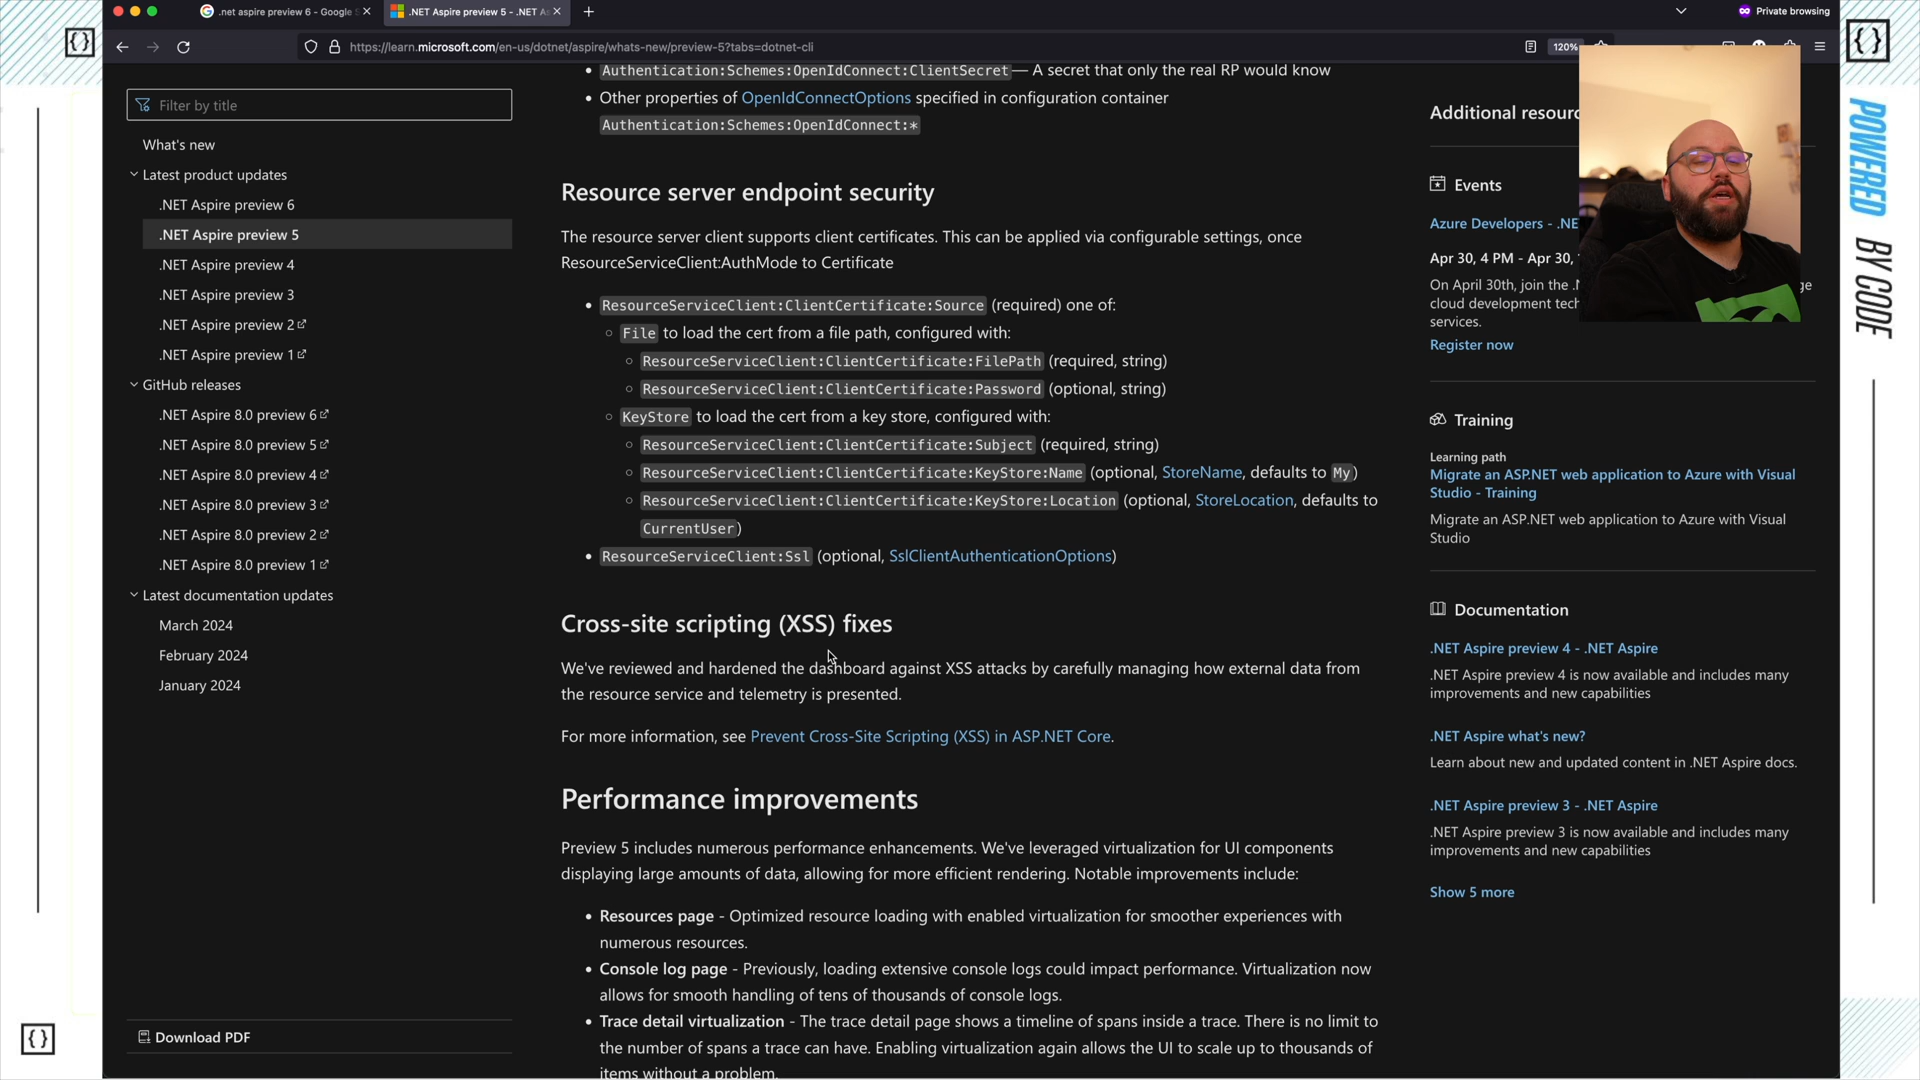 .net aspire preview 6 - Google
.NET Aspire preview 5 - .NET A
Private browsing
https://learn.microsoft.com/en-us/dotnet/aspire/whats-new/preview-5?tabs=dotnet-cli
120%
Filter by title
What's new
Latest product updates
.NET Aspire preview 6
.NET Aspire preview 5
.NET Aspire preview 4
.NET Aspire preview 3
.NET Aspire preview 2
.NET Aspire preview 1
GitHub releases
.NET Aspire 8.0 preview 6
.NET Aspire 8.0 preview 5
.NET Aspire 8.0 preview 4
.NET Aspire 8.0 preview 3
.NET Aspire 8.0 preview 2
.NET Aspire 8.0 preview 1
Latest documentation updates
March 2024
February 2024
January 2024
Download PDF
Authentication:Schemes:OpenIdConnect:ClientSecret — A secret that only the real RP would know
Other properties of OpenIdConnectOptions specified in configuration container
Authentication:Schemes:OpenIdConnect:*
Resource server endpoint security
The resource server client supports client certificates. This can be applied via configurable settings, once
ResourceServiceClient:AuthMode to Certificate
ResourceServiceClient:ClientCertificate:Source (required) one of:
File to load the cert from a file path, configured with:
ResourceServiceClient:ClientCertificate:FilePath (required, string)
ResourceServiceClient:ClientCertificate:Password (optional, string)
KeyStore to load the cert from a key store, configured with:
ResourceServiceClient:ClientCertificate:Subject (required, string)
ResourceServiceClient:ClientCertificate:KeyStore:Name (optional, StoreName, defaults to My)
ResourceServiceClient:ClientCertificate:KeyStore:Location (optional, StoreLocation, defaults to
CurrentUser)
ResourceServiceClient:Ssl (optional, SslClientAuthenticationOptions)
Cross-site scripting (XSS) fixes
We've reviewed and hardened the dashboard against XSS attacks by carefully managing how external data from
the resource service and telemetry is presented.
For more information, see Prevent Cross-Site Scripting (XSS) in ASP.NET Core.
Performance improvements
Preview 5 includes numerous performance enhancements. We've leveraged virtualization for UI components
displaying large amounts of data, allowing for more efficient rendering. Notable improvements include:
Resources page - Optimized resource loading with enabled virtualization for smoother experiences with
numerous resources.
Console log page - Previously, loading extensive console logs could impact performance. Virtualization now
allows for smooth handling of tens of thousands of console logs.
Trace detail virtualization - The trace detail page shows a timeline of spans inside a trace. There is no limit to
the number of spans a trace can have. Enabling virtualization again allows the UI to scale up to thousands of
items without a problem.
Additional resourc
Events
Azure Developers - .NE
Apr 30, 4 PM - Apr 30,
On April 30th, join the .N
ge
cloud development tech
services.
Register now
Training
Learning path
Migrate an ASP.NET web application to Azure with Visual
Studio - Training
Migrate an ASP.NET web application to Azure with Visual
Studio
Documentation
.NET Aspire preview 4 - .NET Aspire
.NET Aspire preview 4 is now available and includes many
improvements and new capabilities
.NET Aspire what's new?
Learn about new and updated content in .NET Aspire docs.
.NET Aspire preview 3 - .NET Aspire
.NET Aspire preview 3 is now available and includes many
improvements and new capabilities
Show 5 more
{}
{}
{}
POWERED BY CODE